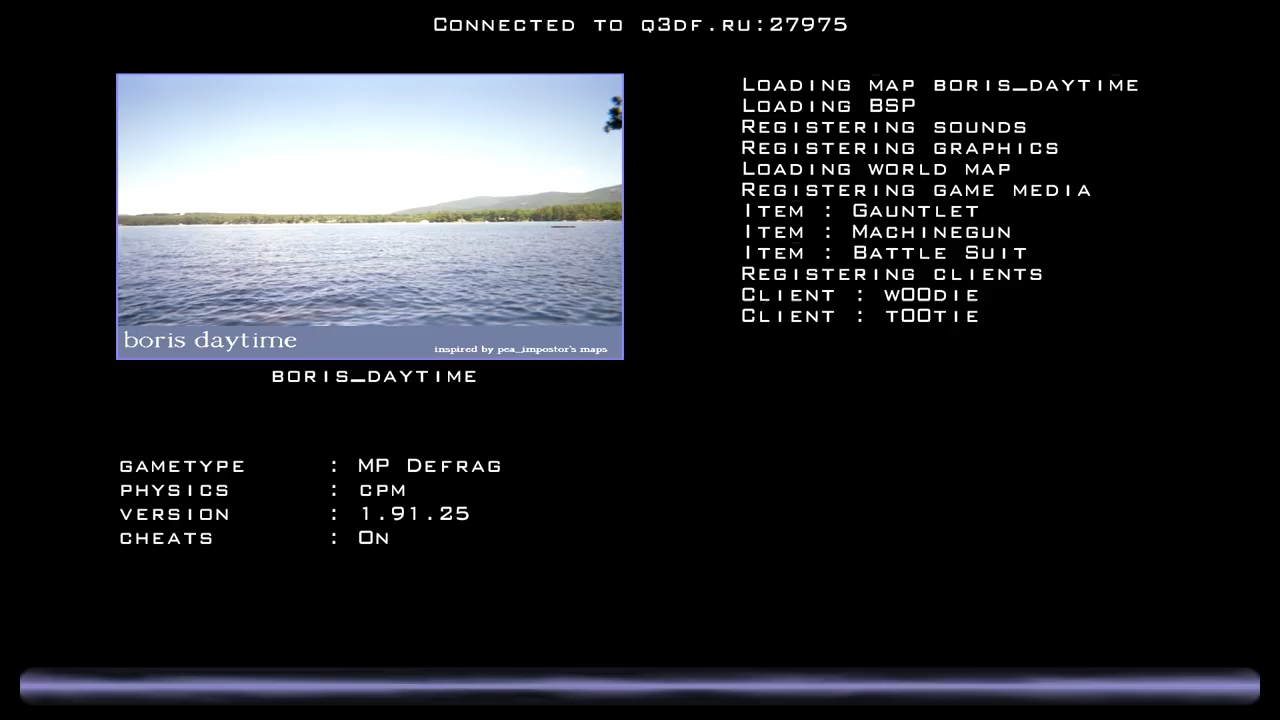 Connected to q3df.ru:27975
Loading map boris_daytime
Loading BSP
Registering sounds
Registering graphics
Loading world map
Registering game media
Item : Gauntlet
Item : Machinegun
Item : Battle Suit
Registering clients
Client : w00die
Client : t00tie
boris daytime
inspired by pea_impostor's maps
boris_daytime
gametype : MP Defrag
physics : cpm
version : 1.91.25
cheats : On